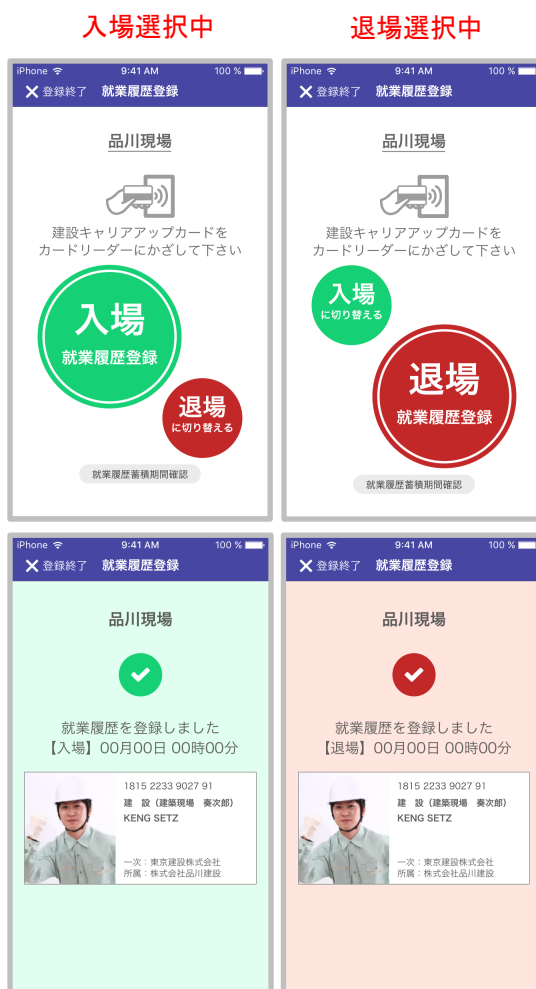 入場選択中
iPhone 9:41 AM 100 %
登録終了 就業履歴登録
品川現場
建設キャリアアップカードを
カードリーダーにかざして下さい
入場
就業履歴登録
退場
に切り替える
就業履歴蓄積期間確認
退場選択中
iPhone 9:41 AM 100 %
登録終了 就業履歴登録
品川現場
建設キャリアアップカードを
カードリーダーにかざして下さい
入場
に切り替える
退場
就業履歴登録
就業履歴蓄積期間確認
iPhone 9:41 AM 100 %
登録終了 就業履歴登録
品川現場
就業履歴を登録しました
【入場】00月00日 00時00分
1815 2233 9027 91
建　設（建築現場　奏次郎）
KENG SETZ
一次：東京建設株式会社
所属：株式会社品川建設
iPhone 9:41 AM 100 %
登録終了 就業履歴登録
品川現場
就業履歴を登録しました
【退場】00月00日 00時00分
1815 2233 9027 91
建　設（建築現場　奏次郎）
KENG SETZ
一次：東京建設株式会社
所属：株式会社品川建設